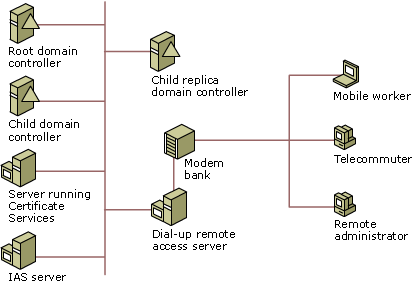 Root domain
controller
Child replica
domain controller
Mobile worker
Child domain
controller
Modem
bank
Telecommuter
Server running
Certificate
Services
Dial-up remote
access server
Remote
administrator
IAS server